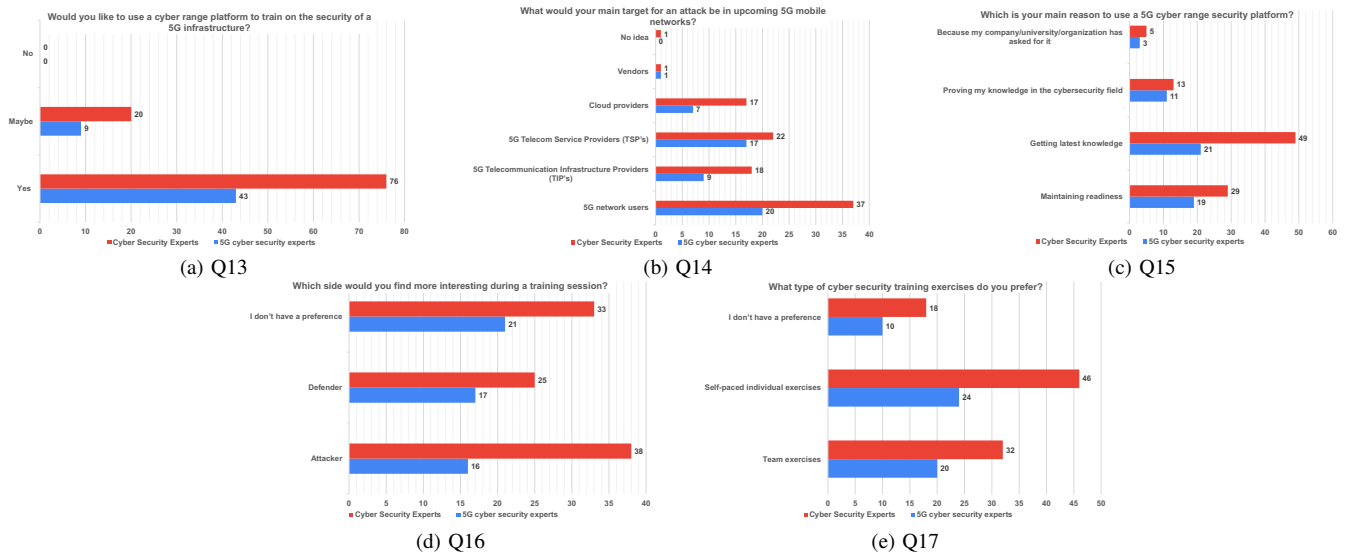 Would you like to use a cyber range platform to train on the security of a
5G infrastructure?
No
0
0
Maybe
20
9
Yes
76
43
0 10 20 30 40 50 60 70 80
Cyber Security Experts 5G cyber security experts
(a) Q13
What would your main target for an attack be in upcoming 5G mobile
networks?
No idea
1
0
Vendors
1
1
Cloud providers
17
7
5G Telecom Service Providers (TSP's)
22
17
5G Telecommunication Infrastructure Providers
(TIP's)
18
9
5G network users
37
20
0 5 10 15 20 25 30 35 40
Cyber Security Experts 5G cyber security experts
(b) Q14
Which is your main reason to use a 5G cyber range security platform?
Because my company/university/organization has
asked for it
5
3
Proving my knowledge in the cybersecurity field
13
11
Getting latest knowledge
49
21
Maintaining readiness
29
19
0 10 20 30 40 50 60
Cyber Security Experts 5G cyber security experts
(c) Q15
Which side would you find more interesting during a training session?
I don't have a preference
33
21
Defender
25
17
Attacker
38
16
0 5 10 15 20 25 30 35 40
Cyber Security Experts 5G cyber security experts
(d) Q16
What type of cyber security training exercises do you prefer?
I don't have a preference
18
10
Self-paced individual exercises
46
24
Team exercises
32
20
0 5 10 15 20 25 30 35 40 45 50
Cyber Security Experts 5G cyber security experts
(e) Q17